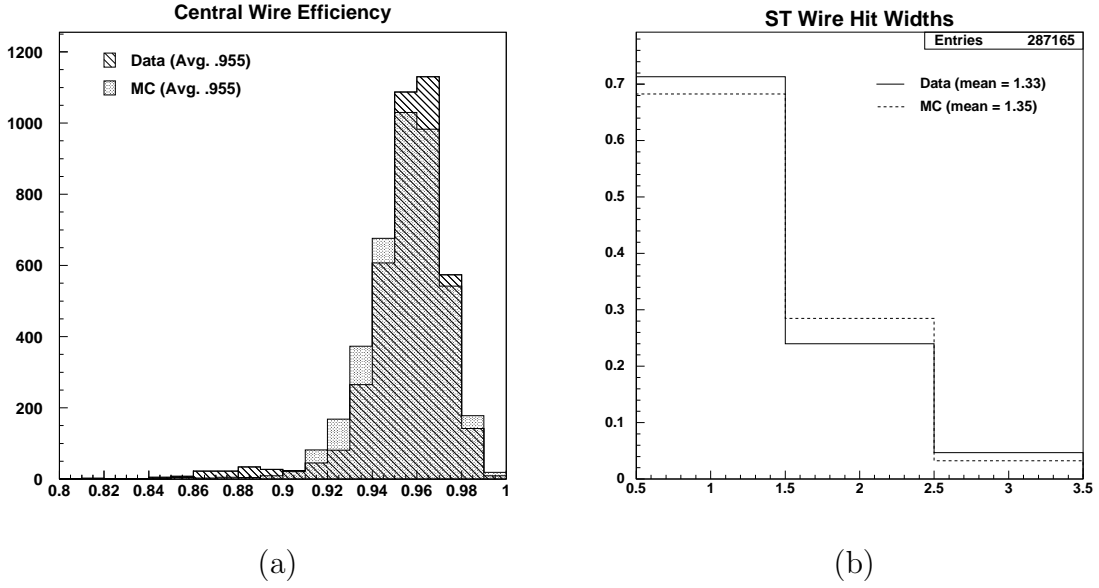 Central Wire Efficiency
Data (Avg. .955)
MC (Avg. .955)
1200
1000
800
600
400
200
0
0.8 0.82 0.84 0.86 0.88 0.9 0.92 0.94 0.96 0.98 1
(a)
ST Wire Hit Widths
Entries 287165
Data (mean = 1.33)
MC (mean = 1.35)
0.7
0.6
0.5
0.4
0.3
0.2
0.1
0
0.5 1 1.5 2 2.5 3 3.5
(b)